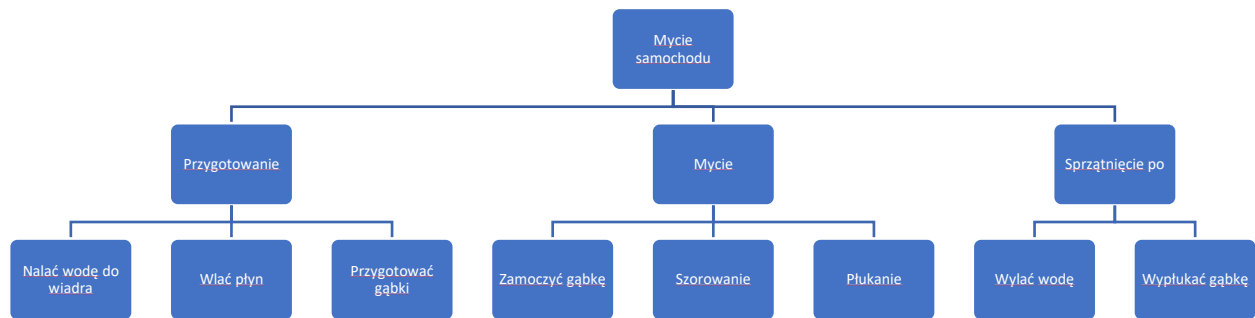 Mycie
samochodu
Przygotowanie
Mycie
Sprzątnięcie po
Nalać wodę do
wiadra
Wlać płyn
Przygotować
gąbki
Zamoczyć gąbkę
Szorowanie
Płukanie
Wylać wodę
Wypłukać gąbkę